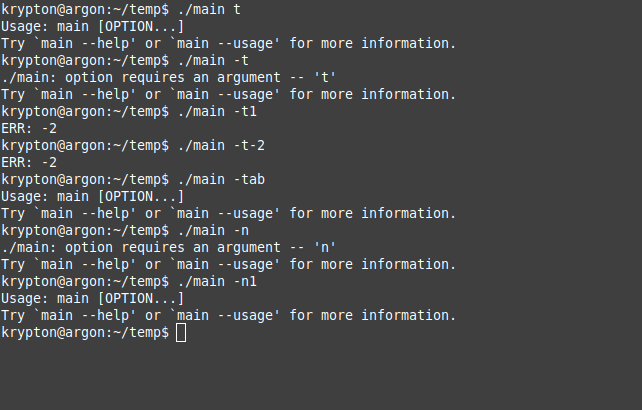 krypton@argon:~/temp$ ./main t
Usage: main [OPTION...]
Try `main --help' or `main --usage' for more information.
krypton@argon:~/temp$ ./main -t
./main: option requires an argument -- 't'
Try `main --help' or `main --usage' for more information.
krypton@argon:~/temp$ ./main -t1
ERR: -2
krypton@argon:~/temp$ ./main -t-2
ERR: -2
krypton@argon:~/temp$ ./main -tab
Usage: main [OPTION...]
Try `main --help' or `main --usage' for more information.
krypton@argon:~/temp$ ./main -n
./main: option requires an argument -- 'n'
Try `main --help' or `main --usage' for more information.
krypton@argon:~/temp$ ./main -n1
Usage: main [OPTION...]
Try `main --help' or `main --usage' for more information.
krypton@argon:~/temp$